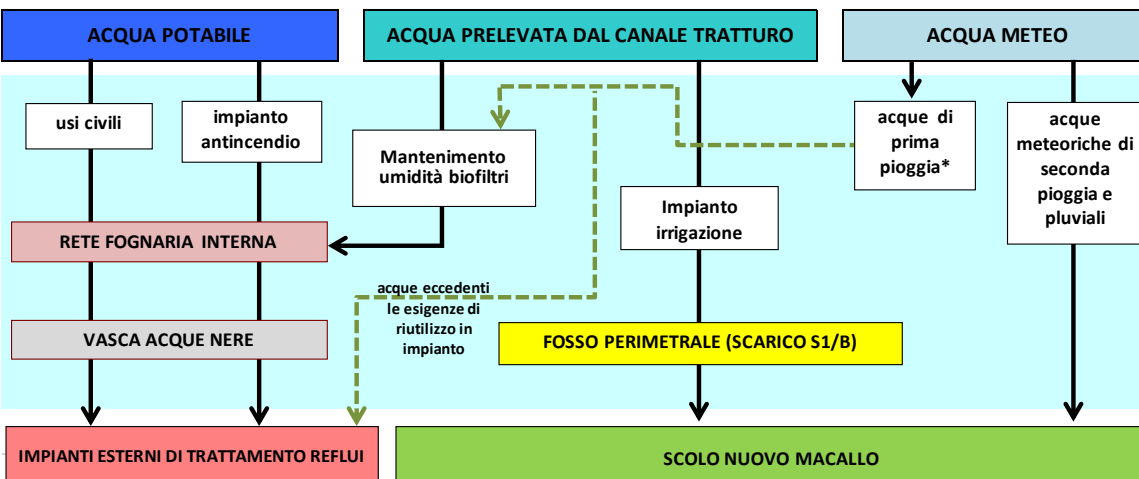 ACQUA POTABILE
ACQUA PRELEVATA DAL CANALE TRATTURO
ACQUA METEO
usi civili
impianto
antincendio
Mantenimento
umidità biofiltri
Impianto
irrigazione
acque di
prima
pioggia*
acque
meteoriche di
seconda
pioggia e
pluviali
RETE FOGNARIA INTERNA
acque eccedenti
le esigenze di
riutilizzo in
impianto
VASCA ACQUE NERE
FOSSO PERIMETRALE (SCARICO S1/B)
IMPIANTI ESTERNI DI TRATTAMENTO REFLUI
SCOLO NUOVO MACALLO